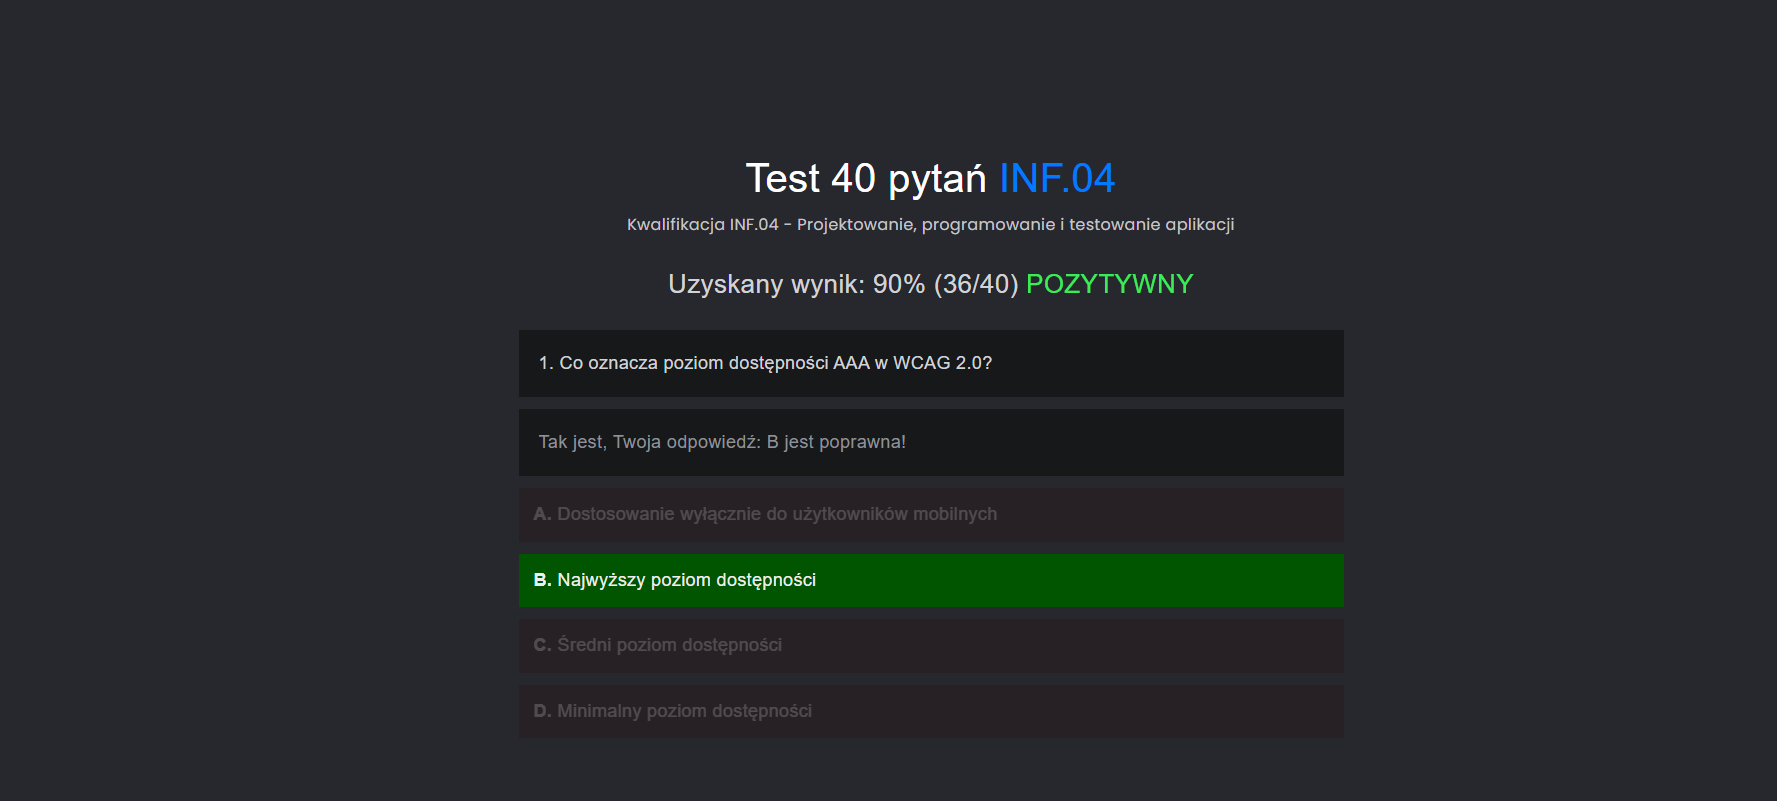 Test 40 pytań INF.04
Kwalifikacja INF.04 - Projektowanie, programowanie i testowanie aplikacji
Uzyskany wynik: 90% (36/40) POZYTYWNY
1. Co oznacza poziom dostępności AAA w WCAG 2.0?
Tak jest, Twoja odpowiedź: B jest poprawna!
A. Dostosowanie wyłącznie do użytkowników mobilnych
B. Najwyższy poziom dostępności
C. Średni poziom dostępności
D. Minimalny poziom dostępności